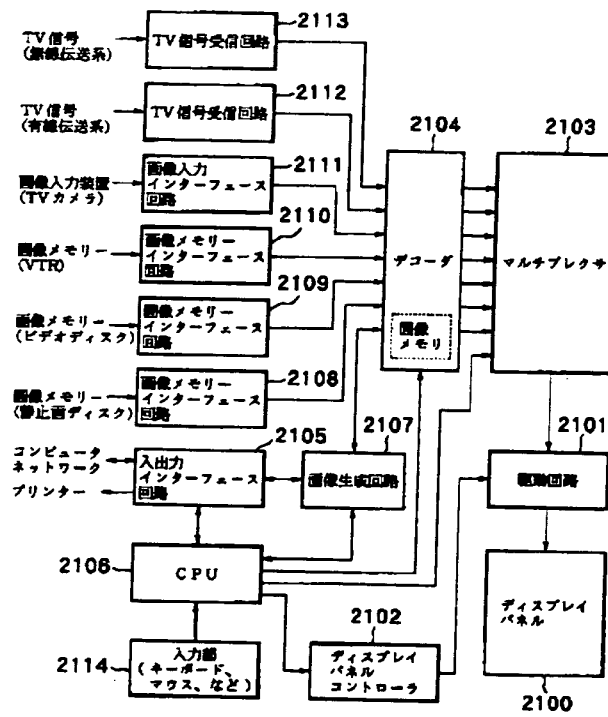 2113
TV 信号
(無線伝送系)
TV 信号受信回路
2112
TV 信号
(有線伝送系)
TV 信号受信回路
2104
2103
2111
画像入力装置
(TVカメラ)
画像入力
インターフェース
回路
2110
画像メモリー
(VTR)
画像メモリー
インターフェース
回路
デコーダ
マルチプレクサ
2109
画像メモリー
(ビデオディスク)
画像メモリー
インターフェース
回路
画像
メモリ
2108
画像メモリー
(静止画ディスク)
画像メモリー
インターフェース
回路
2105
2107
2101
コンピュータ
ネットワーク
プリンター
入出力
インターフェース
回路
画像生成回路
駆動回路
2106
CPU
2102
ディスプレイ
パネル
2114
入力部
(キーボード、
マウス、など)
ディスプレイ
パネル
コントローラ
2100